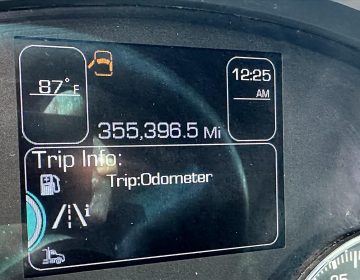 87°F
12:25
AM
355,396.5 Mi
Trip Info:
Trip:Odometer
i